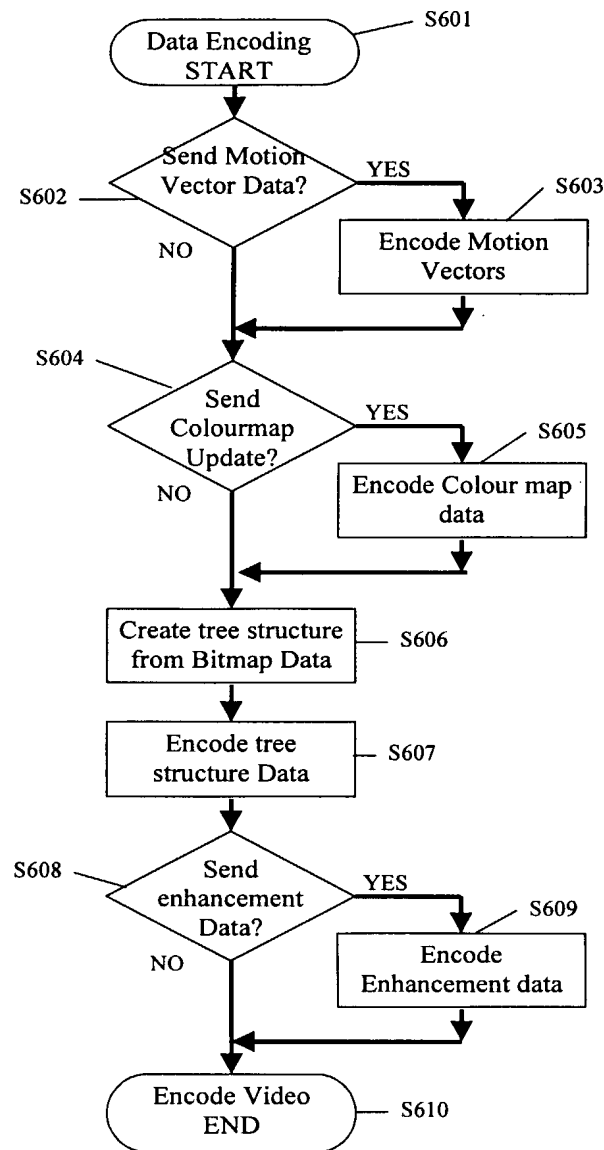 S601
Data Encoding
START
Send Motion
Vector Data?
YES
S602
S603
Encode Motion
Vectors
NO
S604
Send
Colourmap
Update?
YES
S605
Encode Colour map
data
NO
Create tree structure
from Bitmap Data
S606
Encode tree
structure Data
S607
S608
Send
enhancement
Data?
YES
S609
Encode
Enhancement data
NO
Encode Video
END
S610